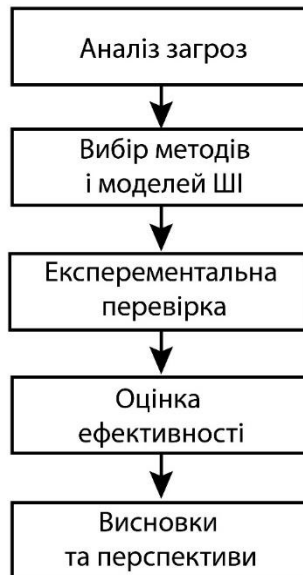 Аналіз загроз
Вибір методів
і моделей ШІ
Експерементальна
перевірка
Оцінка
ефективності
Висновки
та перспективи